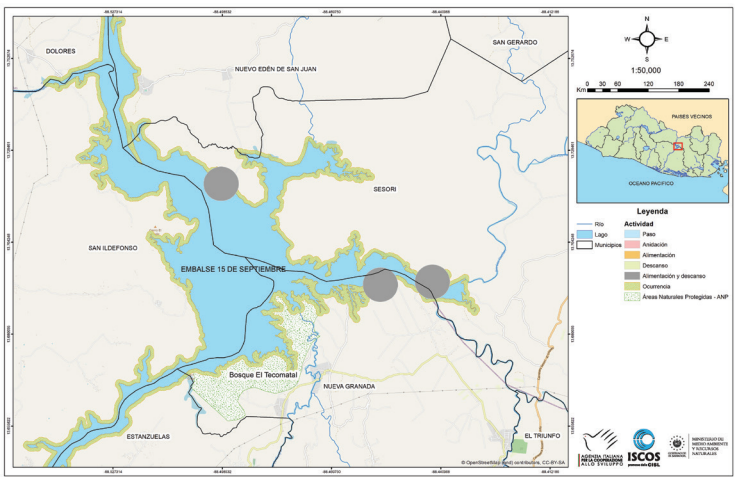 DOLORES
NUEVO EDÉN DE SAN JUAN
SAN GERARDO
SESORI
SAN ILDEFONSO
EMBALSE 15 DE SEPTIEMBRE
Bosque El Tecomatal
NUEVA GRANADA
ESTANZUELAS
EL TRIUNFO
© OpenStreetMap (and) contributors, CC-BY-SA
N
W
E
S
1:50,000
Km
0 30 60 120 180 240
PAISES VECINOS
OCEANO PACIFICO
Leyenda
Río
Lago
Municipios
Actividad
Paso
Anidación
Alimentación
Descanso
Alimentación y descanso
Ocurrencia
Áreas Naturales Protegidas - ANP
AGENZIA ITALIANA
PER LA COOPERAZIONE
ALLO SVILUPPO
ISCOS
MINISTERIO DE
MEDIO AMBIENTE
Y RECURSOS
NATURALES